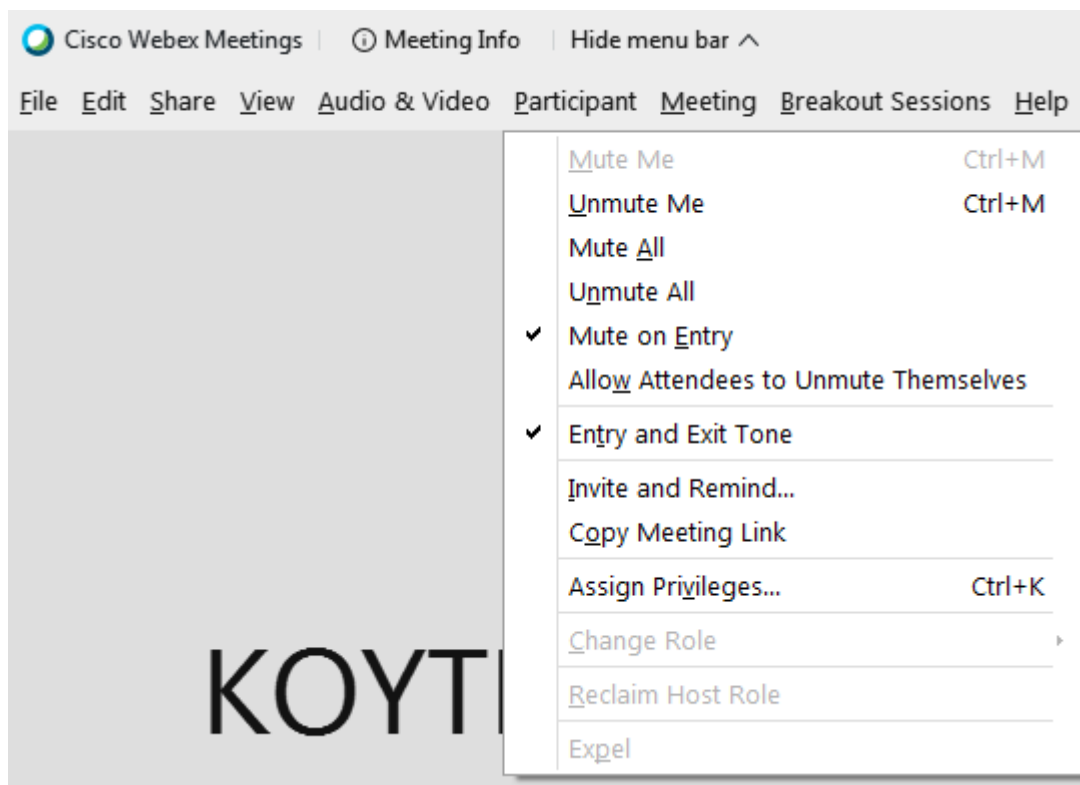 Cisco Webex Meetings Meeting Info Hide menu bar
File Edit Share View Audio & Video Participant Meeting Breakout Sessions Help
Mute Me Ctrl+M
Unmute Me Ctrl+M
Mute All
Unmute All
Mute on Entry
Allow Attendees to Unmute Themselves
Entry and Exit Tone
Invite and Remind...
Copy Meeting Link
Assign Privileges... Ctrl+K
Change Role
Reclaim Host Role
Expel